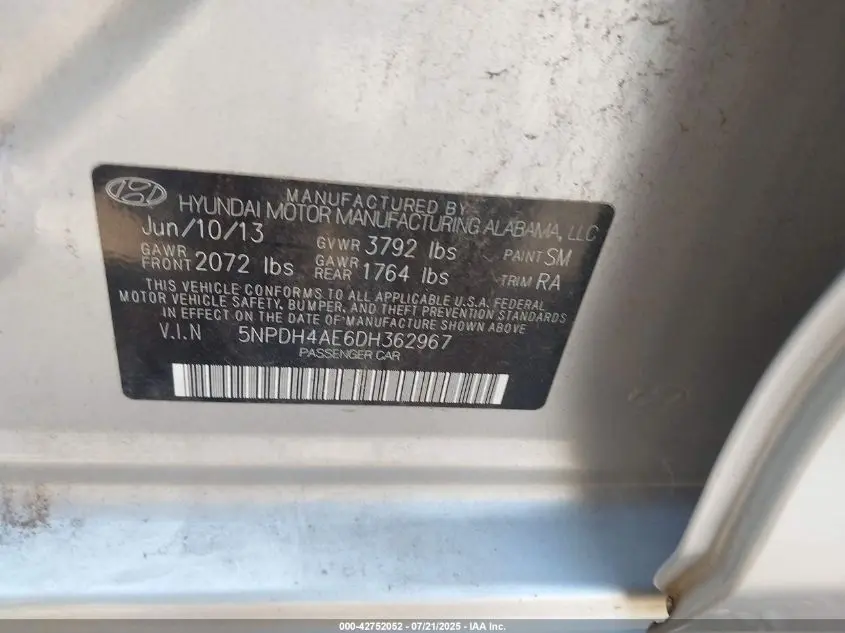 MANUFACTURED BY
HYUNDAI MOTOR MANUFACTURING ALABAMA, LLC
Jun/10/13 GVWR 3792 lbs PAINT SM
GAWR FRONT 2072 lbs GAWR REAR 1764 lbs TRIM RA
THIS VEHICLE CONFORMS TO ALL APPLICABLE U.S.A. FEDERAL
MOTOR VEHICLE SAFETY, BUMPER, AND THEFT PREVENTION STANDARDS
IN EFFECT ON THE DATE OF MANUFACTURE SHOWN ABOVE
V.I.N 5NPDH4AE6DH362967
PASSENGER CAR
000-42752052 - 07/21/2025 - IAA Inc.